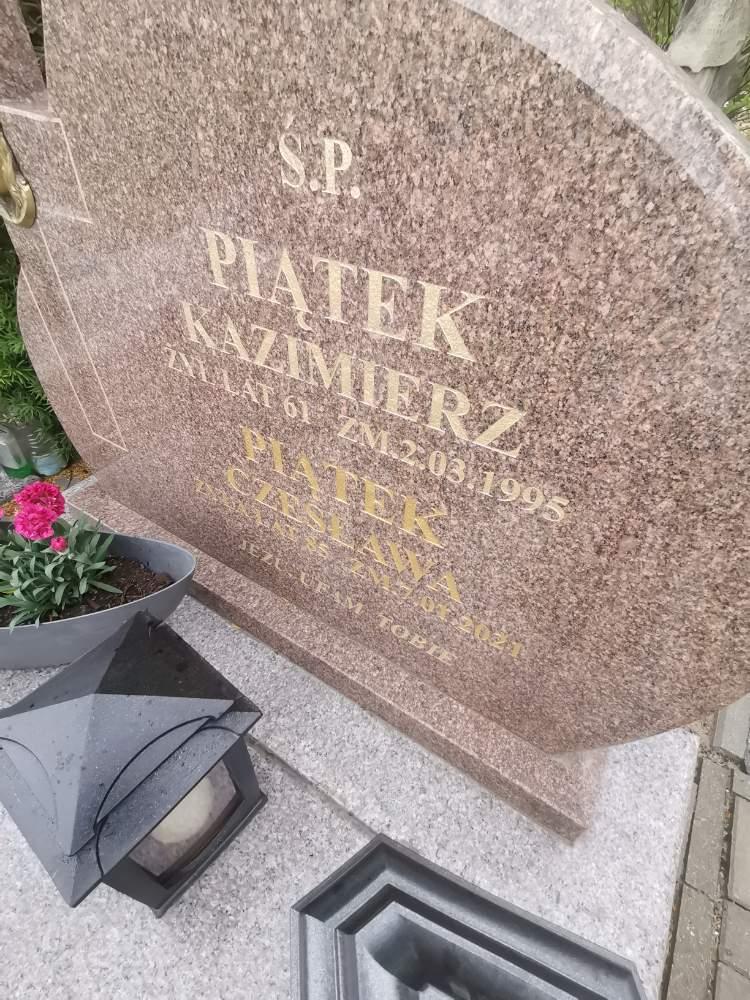 Ś.P.
PIĄTEK
KAZIMIERZ
ŻYŁ LAT 61 ZM.2.03.1995
PIĄTEK
CZESŁAWA
LAT 85 ZM.7.01.2021
JEZU UFAM TOBIE